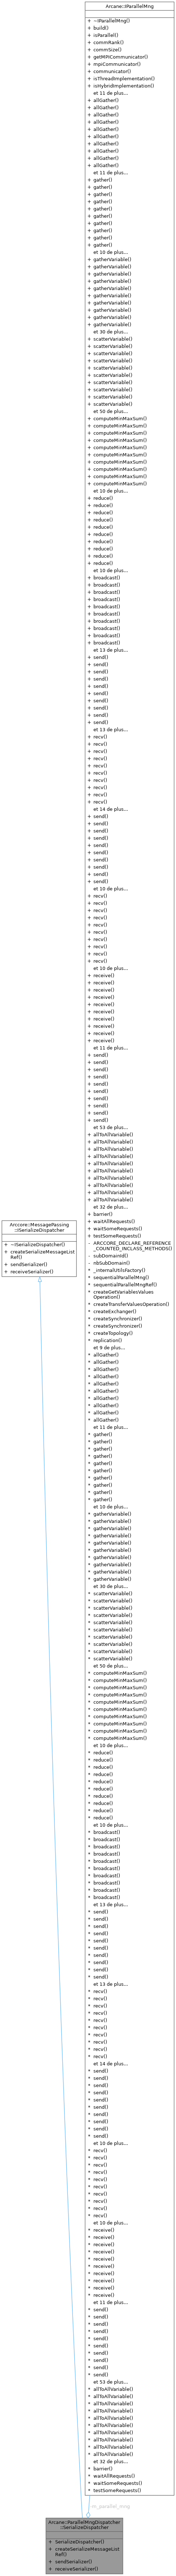 Arcane::IParallelMng
+ ~IParallelMng()
+ build()
+ isParallel()
+ commRank()
+ commSize()
+ getMPICommunicator()
+ mpiCommunicator()
+ communicator()
+ isThreadImplementation()
+ isHybridImplementation()
et 11 de plus...
+ allGather()
+ allGather()
+ allGather()
+ allGather()
+ allGather()
+ allGather()
+ allGather()
+ allGather()
+ allGather()
+ allGather()
et 11 de plus...
+ gather()
+ gather()
+ gather()
+ gather()
+ gather()
+ gather()
+ gather()
+ gather()
+ gather()
+ gather()
et 10 de plus...
+ gatherVariable()
+ gatherVariable()
+ gatherVariable()
+ gatherVariable()
+ gatherVariable()
+ gatherVariable()
+ gatherVariable()
+ gatherVariable()
+ gatherVariable()
+ gatherVariable()
et 30 de plus...
+ scatterVariable()
+ scatterVariable()
+ scatterVariable()
+ scatterVariable()
+ scatterVariable()
+ scatterVariable()
+ scatterVariable()
+ scatterVariable()
+ scatterVariable()
+ scatterVariable()
et 50 de plus...
+ computeMinMaxSum()
+ computeMinMaxSum()
+ computeMinMaxSum()
+ computeMinMaxSum()
+ computeMinMaxSum()
+ computeMinMaxSum()
+ computeMinMaxSum()
+ computeMinMaxSum()
+ computeMinMaxSum()
+ computeMinMaxSum()
et 10 de plus...
+ reduce()
+ reduce()
+ reduce()
+ reduce()
+ reduce()
+ reduce()
+ reduce()
+ reduce()
+ reduce()
+ reduce()
et 10 de plus...
+ broadcast()
+ broadcast()
+ broadcast()
+ broadcast()
+ broadcast()
+ broadcast()
+ broadcast()
+ broadcast()
+ broadcast()
+ broadcast()
et 13 de plus...
+ send()
+ send()
+ send()
+ send()
+ send()
+ send()
+ send()
+ send()
+ send()
+ send()
et 13 de plus...
+ recv()
+ recv()
+ recv()
+ recv()
+ recv()
+ recv()
+ recv()
+ recv()
+ recv()
+ recv()
et 14 de plus...
+ send()
+ send()
+ send()
+ send()
+ send()
+ send()
+ send()
+ send()
+ send()
+ send()
et 10 de plus...
+ recv()
+ recv()
+ recv()
+ recv()
+ recv()
+ recv()
+ recv()
+ recv()
+ recv()
+ recv()
et 10 de plus...
+ receive()
+ receive()
+ receive()
+ receive()
+ receive()
+ receive()
+ receive()
+ receive()
+ receive()
+ receive()
et 11 de plus...
+ send()
+ send()
+ send()
+ send()
+ send()
+ send()
+ send()
+ send()
+ send()
+ send()
et 53 de plus...
+ allToAllVariable()
+ allToAllVariable()
+ allToAllVariable()
+ allToAllVariable()
+ allToAllVariable()
+ allToAllVariable()
+ allToAllVariable()
+ allToAllVariable()
+ allToAllVariable()
+ allToAllVariable()
et 32 de plus...
+ barrier()
+ waitAllRequests()
+ waitSomeRequests()
+ testSomeRequests()
- ARCCORE_DECLARE_REFERENCE
_COUNTED_INCLASS_METHODS()
- subDomainId()
- nbSubDomain()
+ _internalUtilsFactory()
+ sequentialParallelMng()
+ sequentialParallelMngRef()
+ createGetVariablesValues
Operation()
+ createTransferValuesOperation()
+ createExchanger()
+ createSynchronizer()
+ createSynchronizer()
+ createTopology()
+ replication()
et 9 de plus...
* allGather()
* allGather()
* allGather()
* allGather()
* allGather()
* allGather()
* allGather()
* allGather()
* allGather()
* allGather()
et 11 de plus...
* gather()
* gather()
* gather()
* gather()
* gather()
* gather()
* gather()
* gather()
* gather()
* gather()
et 10 de plus...
* gatherVariable()
* gatherVariable()
* gatherVariable()
* gatherVariable()
* gatherVariable()
* gatherVariable()
* gatherVariable()
* gatherVariable()
* gatherVariable()
* gatherVariable()
et 30 de plus...
* scatterVariable()
* scatterVariable()
* scatterVariable()
* scatterVariable()
* scatterVariable()
* scatterVariable()
* scatterVariable()
* scatterVariable()
* scatterVariable()
* scatterVariable()
et 50 de plus...
* computeMinMaxSum()
* computeMinMaxSum()
* computeMinMaxSum()
* computeMinMaxSum()
* computeMinMaxSum()
* computeMinMaxSum()
* computeMinMaxSum()
* computeMinMaxSum()
* computeMinMaxSum()
* computeMinMaxSum()
et 10 de plus...
* reduce()
* reduce()
* reduce()
* reduce()
* reduce()
* reduce()
* reduce()
* reduce()
* reduce()
* reduce()
et 10 de plus...
* broadcast()
* broadcast()
* broadcast()
* broadcast()
* broadcast()
* broadcast()
* broadcast()
* broadcast()
* broadcast()
* broadcast()
et 13 de plus...
* send()
* send()
* send()
* send()
* send()
* send()
* send()
* send()
* send()
* send()
et 13 de plus...
* recv()
* recv()
* recv()
* recv()
* recv()
* recv()
* recv()
* recv()
* recv()
* recv()
et 14 de plus...
* send()
* send()
* send()
* send()
* send()
* send()
* send()
* send()
* send()
* send()
et 10 de plus...
* recv()
* recv()
* recv()
* recv()
* recv()
* recv()
* recv()
* recv()
* recv()
* recv()
et 10 de plus...
* receive()
* receive()
* receive()
* receive()
* receive()
* receive()
* receive()
* receive()
* receive()
* receive()
et 11 de plus...
* send()
* send()
* send()
* send()
* send()
* send()
* send()
* send()
* send()
* send()
et 53 de plus...
* allToAllVariable()
* allToAllVariable()
* allToAllVariable()
* allToAllVariable()
* allToAllVariable()
* allToAllVariable()
* allToAllVariable()
* allToAllVariable()
* allToAllVariable()
* allToAllVariable()
et 32 de plus...
* barrier()
* waitAllRequests()
* waitSomeRequests()
* testSomeRequests()
Arccore::MessagePassing
::ISerializeDispatcher
+ ~ISerializeDispatcher()
+ createSerializeMessageList
Ref()
+ sendSerializer()
+ receiveSerializer()
m_parallel_mng
Arcane::ParallelMngDispatcher
::SerializeDispatcher
+ SerializeDispatcher()
+ createSerializeMessageList
Ref()
+ sendSerializer()
+ receiveSerializer()